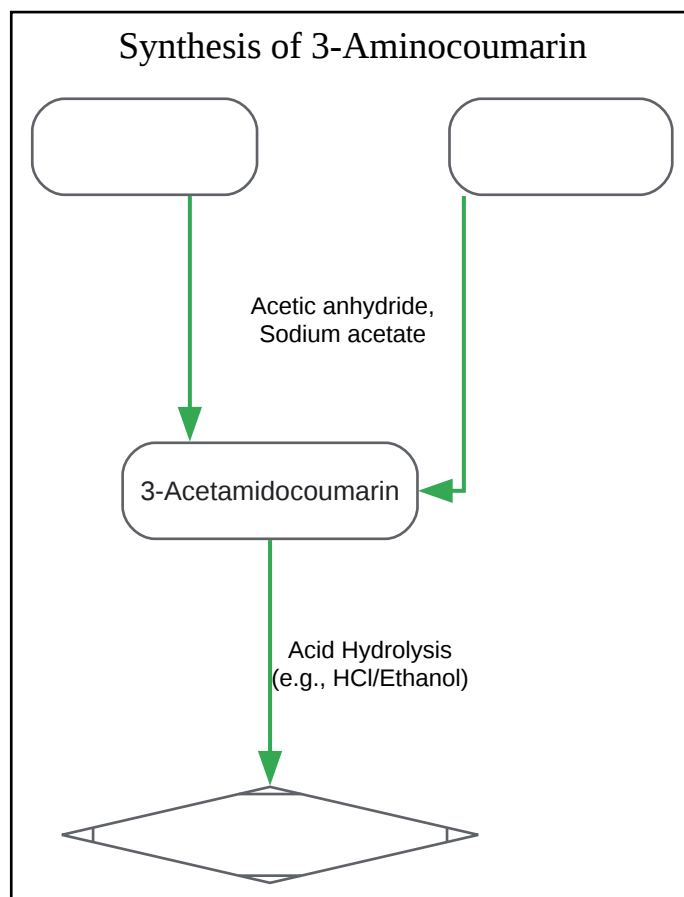 Synthesis of 3-Aminocoumarin
Acetic anhydride,
Sodium acetate
3-Acetamidocoumarin
Acid Hydrolysis
(e.g., HCl/Ethanol)